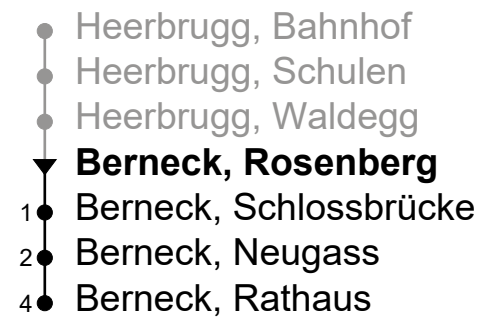 Heerbrugg, Bahnhof
Heerbrugg, Schulen
Heerbrugg, Waldegg
Berneck, Rosenberg
1 Berneck, Schlossbrücke
2 Berneck, Neugass
4 Berneck, Rathaus